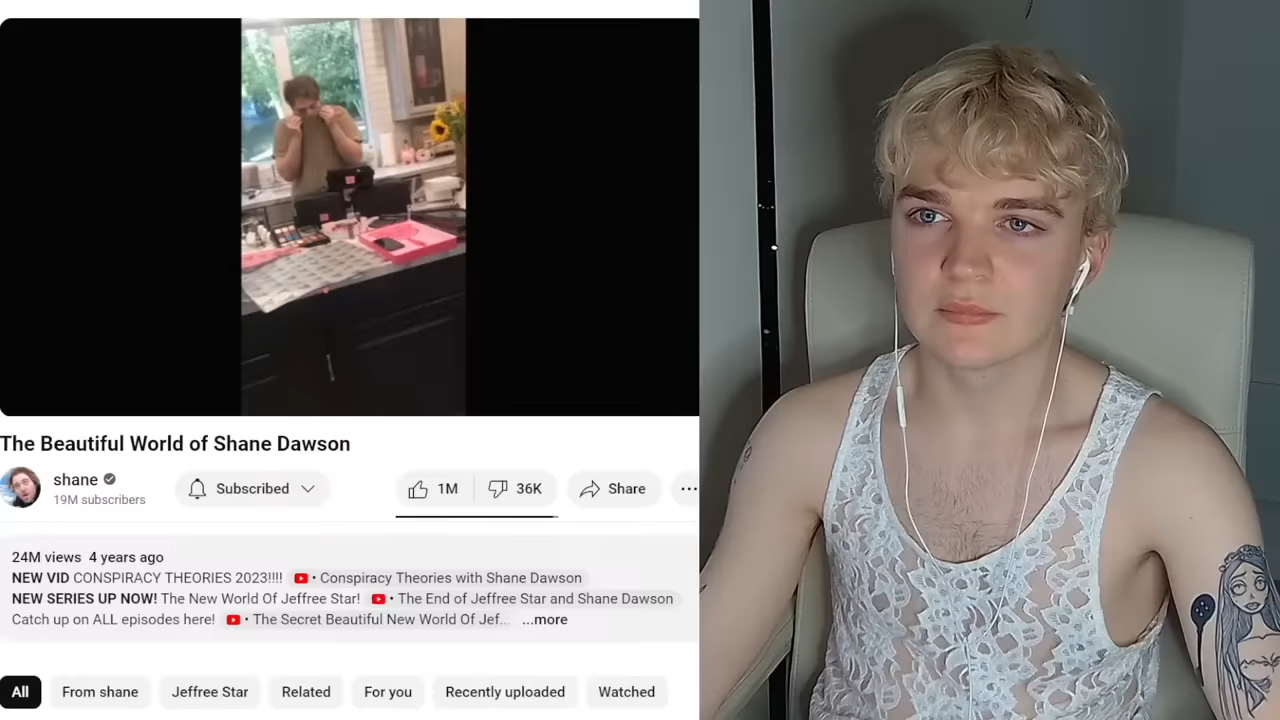 The Beautiful World of Shane Dawson
shane
19M subscribers
Subscribed
1M
36K
Share
24M views 4 years ago
NEW VID CONSPIRACY THEORIES 2023!!!! • Conspiracy Theories with Shane Dawson
NEW SERIES UP NOW! The New World Of Jeffree Star! • The End of Jeffree Star and Shane Dawson
Catch up on ALL episodes here! • The Secret Beautiful New World Of Jef... ...more
All
From shane
Jeffree Star
Related
For you
Recently uploaded
Watched